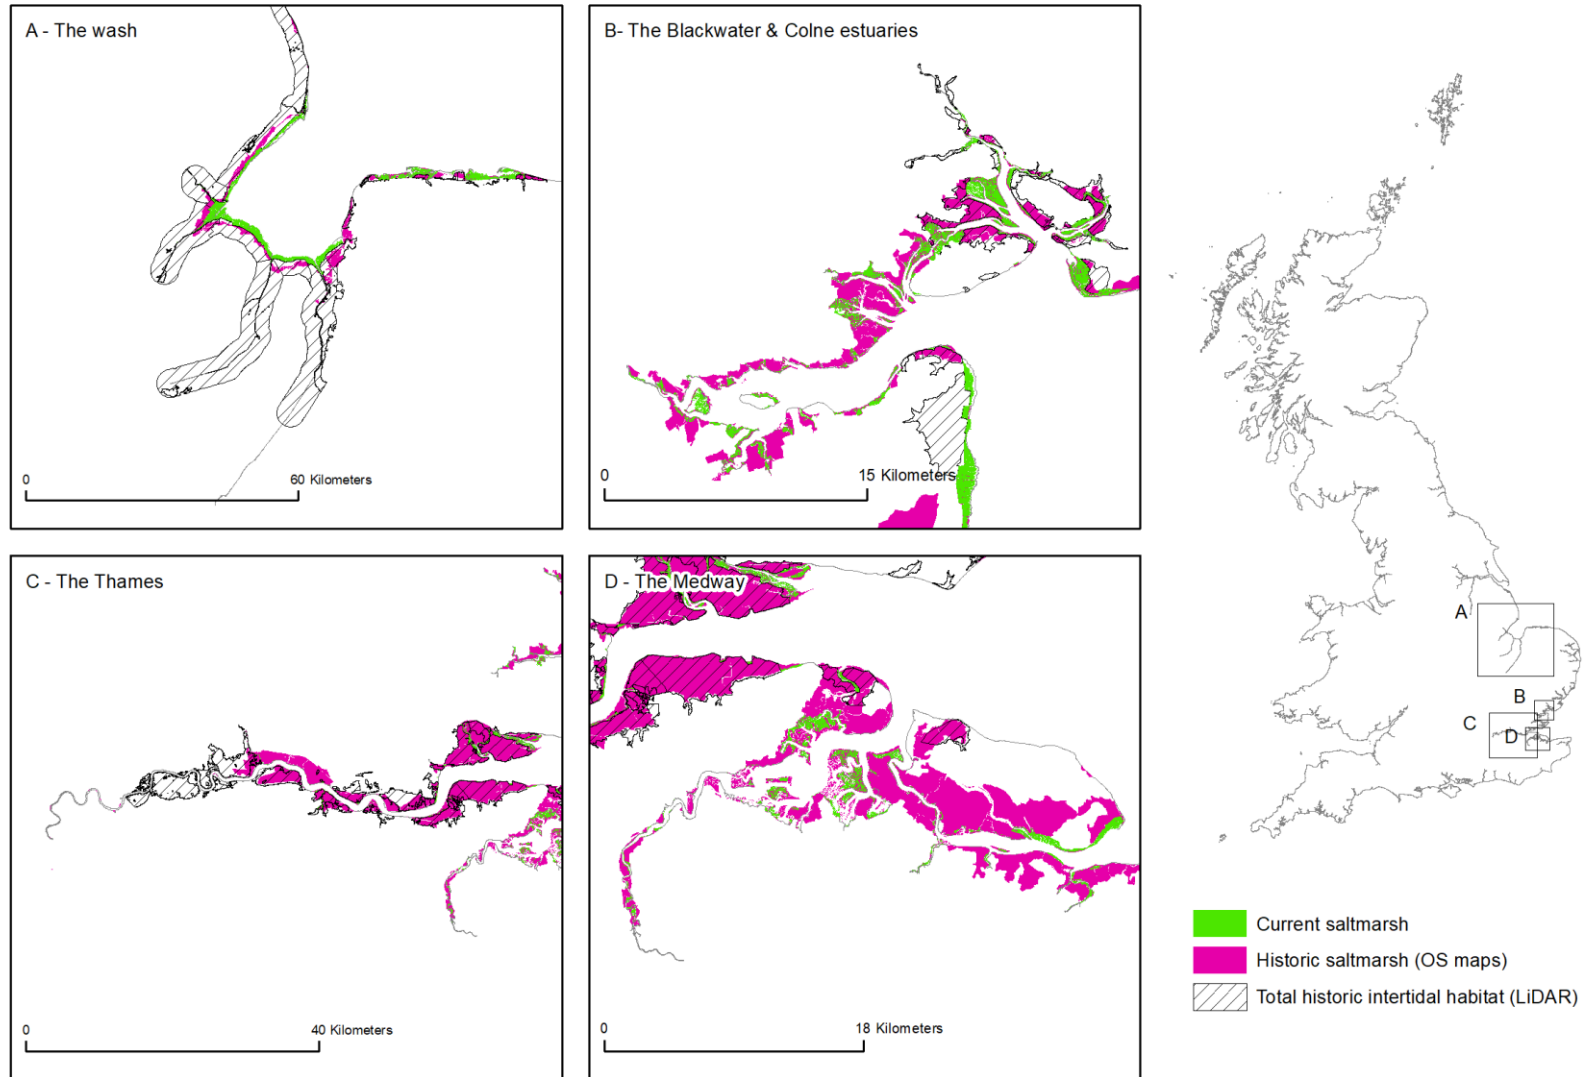 A - The wash
0
60 Kilometers
B- The Blackwater & Colne estuaries
0
15 Kilometers
C - The Thames
0
40 Kilometers
D - The Medway
0
18 Kilometers
A
B
C
D
Current saltmarsh
Historic saltmarsh (OS maps)
Total historic intertidal habitat (LiDAR)